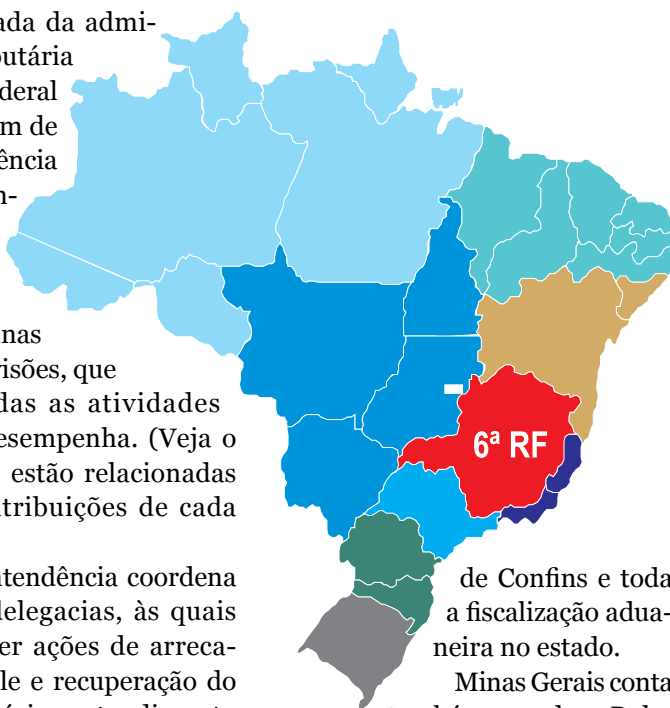 ada da admi-
butária
deral
m de
ência
n-
nas
visões, que
das as atividades
esempenha. (Veja o
estão relacionadas
tribuições de cada
ntendência coordena
delegacias, às quais
er ações de arreca-
le e recuperação do
6ª RF
de Confins e toda
a fiscalização adua-
neira no estado.
Minas Gerais conta